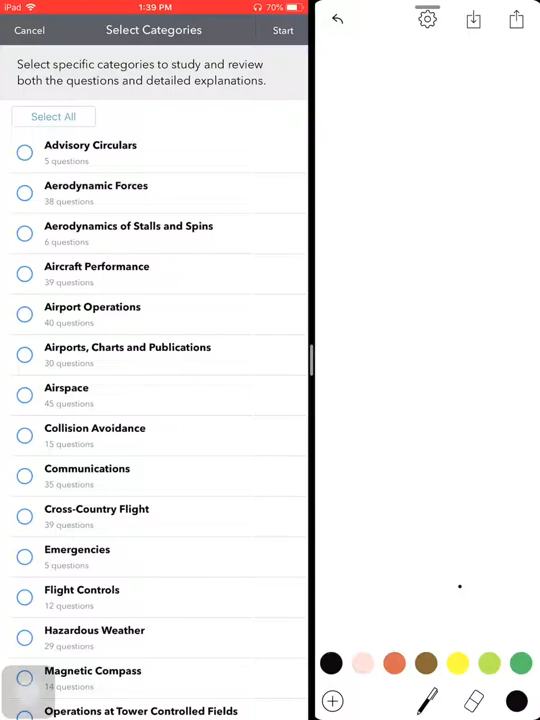 iPad 1:39 PM 70%
Cancel Select Categories Start
Select specific categories to study and review
both the questions and detailed explanations.
Select All
Advisory Circulars
5 questions
Aerodynamic Forces
38 questions
Aerodynamics of Stalls and Spins
6 questions
Aircraft Performance
39 questions
Airport Operations
40 questions
Airports, Charts and Publications
30 questions
Airspace
45 questions
Collision Avoidance
15 questions
Communications
35 questions
Cross-Country Flight
39 questions
Emergencies
5 questions
Flight Controls
12 questions
Hazardous Weather
29 questions
Magnetic Compass
14 questions
Operations at Tower Controlled Fields